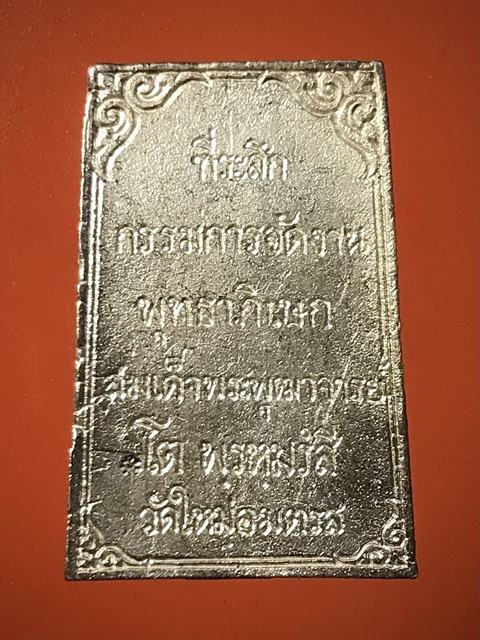 ที่ระลึก
กรรมการจัดงาน
พุทธาภิเษก
สมเด็จพระพุฒาจารย์
โต พฺรหฺมรํสี
วัดใหม่อมตรส